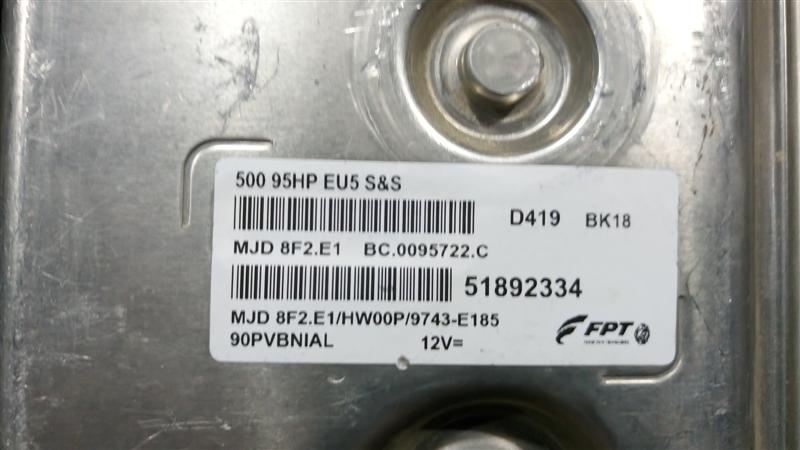 500 95HP EU5 S&S
D419 BK18
MJD 8F2.E1 BC.0095722.C
51892334
MJD 8F2.E1/HW00P/9743-E185
90PVBNIAL 12V=
FPT